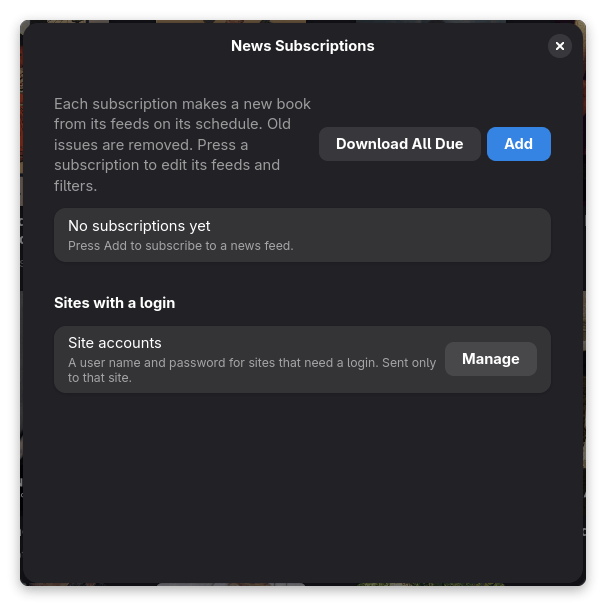 News Subscriptions
Each subscription makes a new book
from its feeds on its schedule. Old
issues are removed. Press a
subscription to edit its feeds and
filters.
Download All Due
Add
No subscriptions yet
Press Add to subscribe to a news feed.
Sites with a login
Site accounts
A user name and password for sites that need a login. Sent only
to that site.
Manage